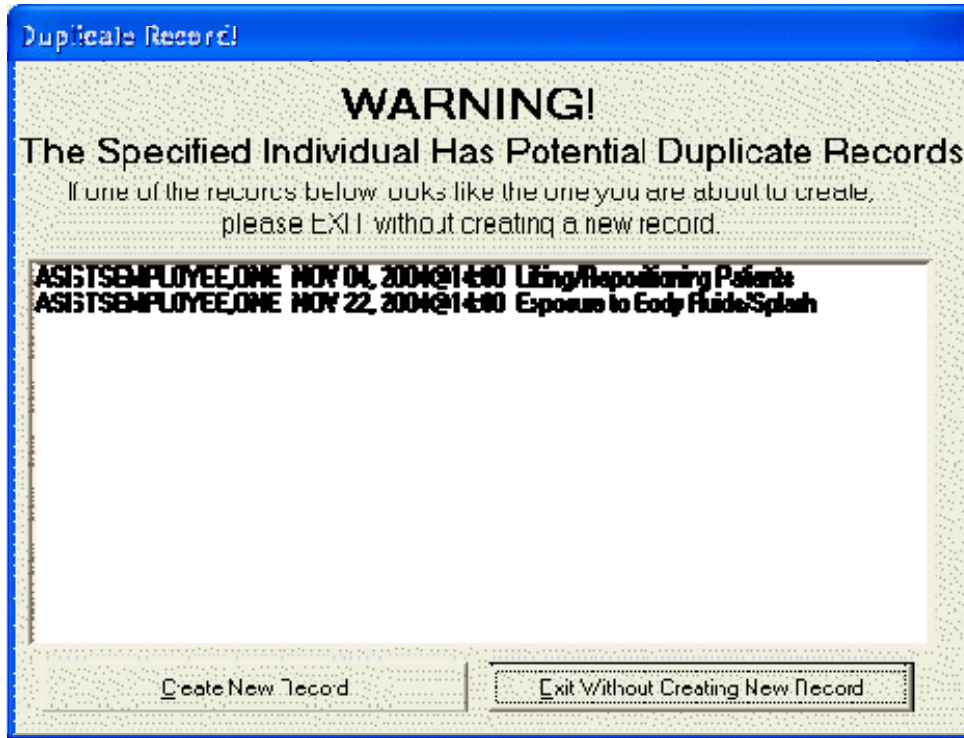 Duplicate Record!
WARNING!
The Specified Individual Has Potential Duplicate Records
If one of the records below looks like the one you are about to create,
please EXIT without creating a new record.
ASISTSEMPLOYEE,ONE NOV 04, 2004@14:00 Lifting/Repositioning Patients
ASISTSEMPLOYEE,ONE NOV 22, 2004@14:00 Exposure to Body Fluids/Splash
Create New Record
Exit Without Creating New Record